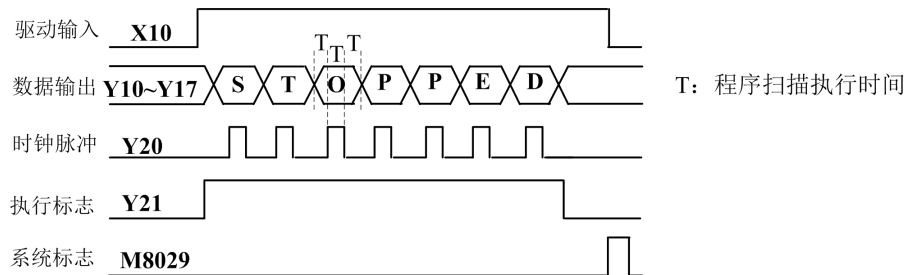 驱动输入 X10
T T T
数据输出 Y10~Y17 S T O P P E D T：程序扫描执行时间
时钟脉冲 Y20
执行标志 Y21
系统标志 M8029